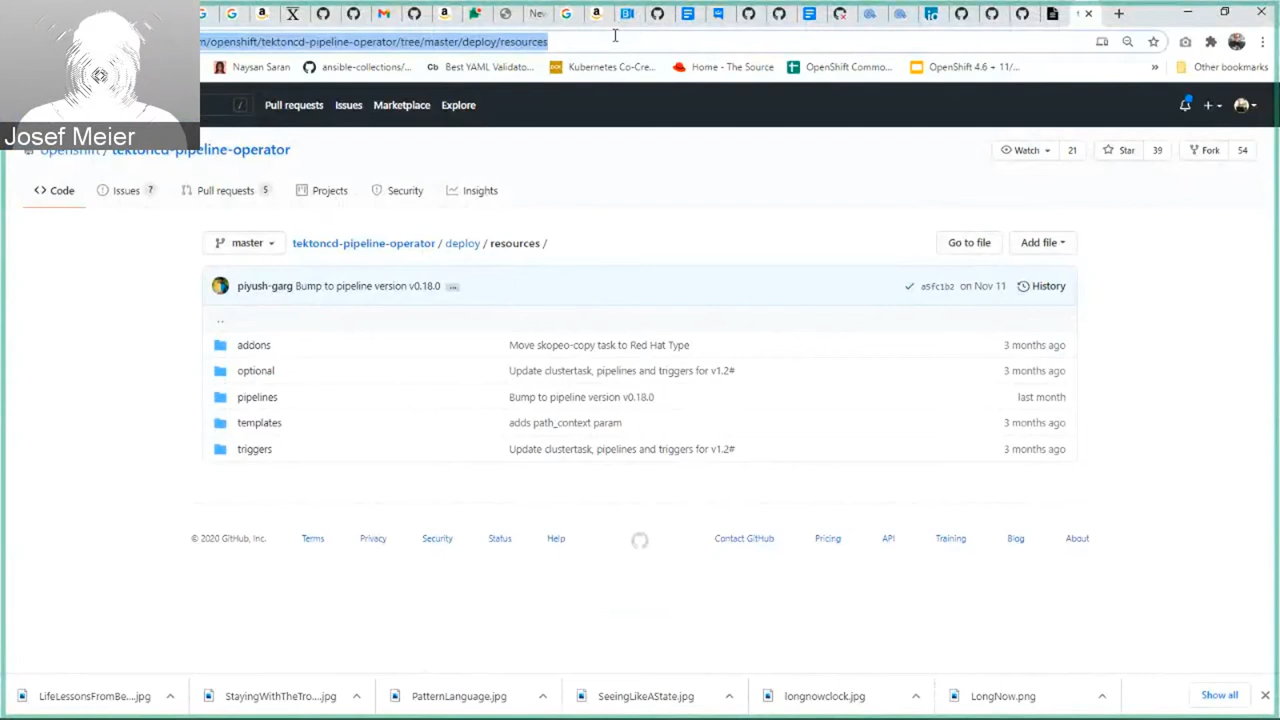 Ne
m/openshift/tektoncd-pipeline-operator/tree/master/deploy/resources
Naysan Saran
ansible-collections/...
Cb Best YAML Validato...
Kubernetes Co-Cre...
Home - The Source
OpenShift Commo...
OpenShift 4.6 + 11/...
»
Other bookmarks
/
Pull requests
Issues
Marketplace
Explore
Josef Meier
openshift / tektoncd-pipeline-operator
Watch
21
Star
39
Fork
54
Code
Issues 7
Pull requests 5
Projects
Security
Insights
master
tektoncd-pipeline-operator / deploy / resources /
Go to file
Add file
piyush-garg Bump to pipeline version v0.18.0 ...
a5fc1b2 on Nov 11
History
..
addons
Move skopeo-copy task to Red Hat Type
3 months ago
optional
Update clustertask, pipelines and triggers for v1.2#
3 months ago
pipelines
Bump to pipeline version v0.18.0
last month
templates
adds path_context param
3 months ago
triggers
Update clustertask, pipelines and triggers for v1.2#
3 months ago
© 2020 GitHub, Inc.
Terms
Privacy
Security
Status
Help
Contact GitHub
Pricing
API
Training
Blog
About
LifeLessonsFromBe....jpg
StayingWithTheTro....jpg
PatternLanguage.jpg
SeeingLikeAState.jpg
longnowclock.jpg
LongNow.png
Show all